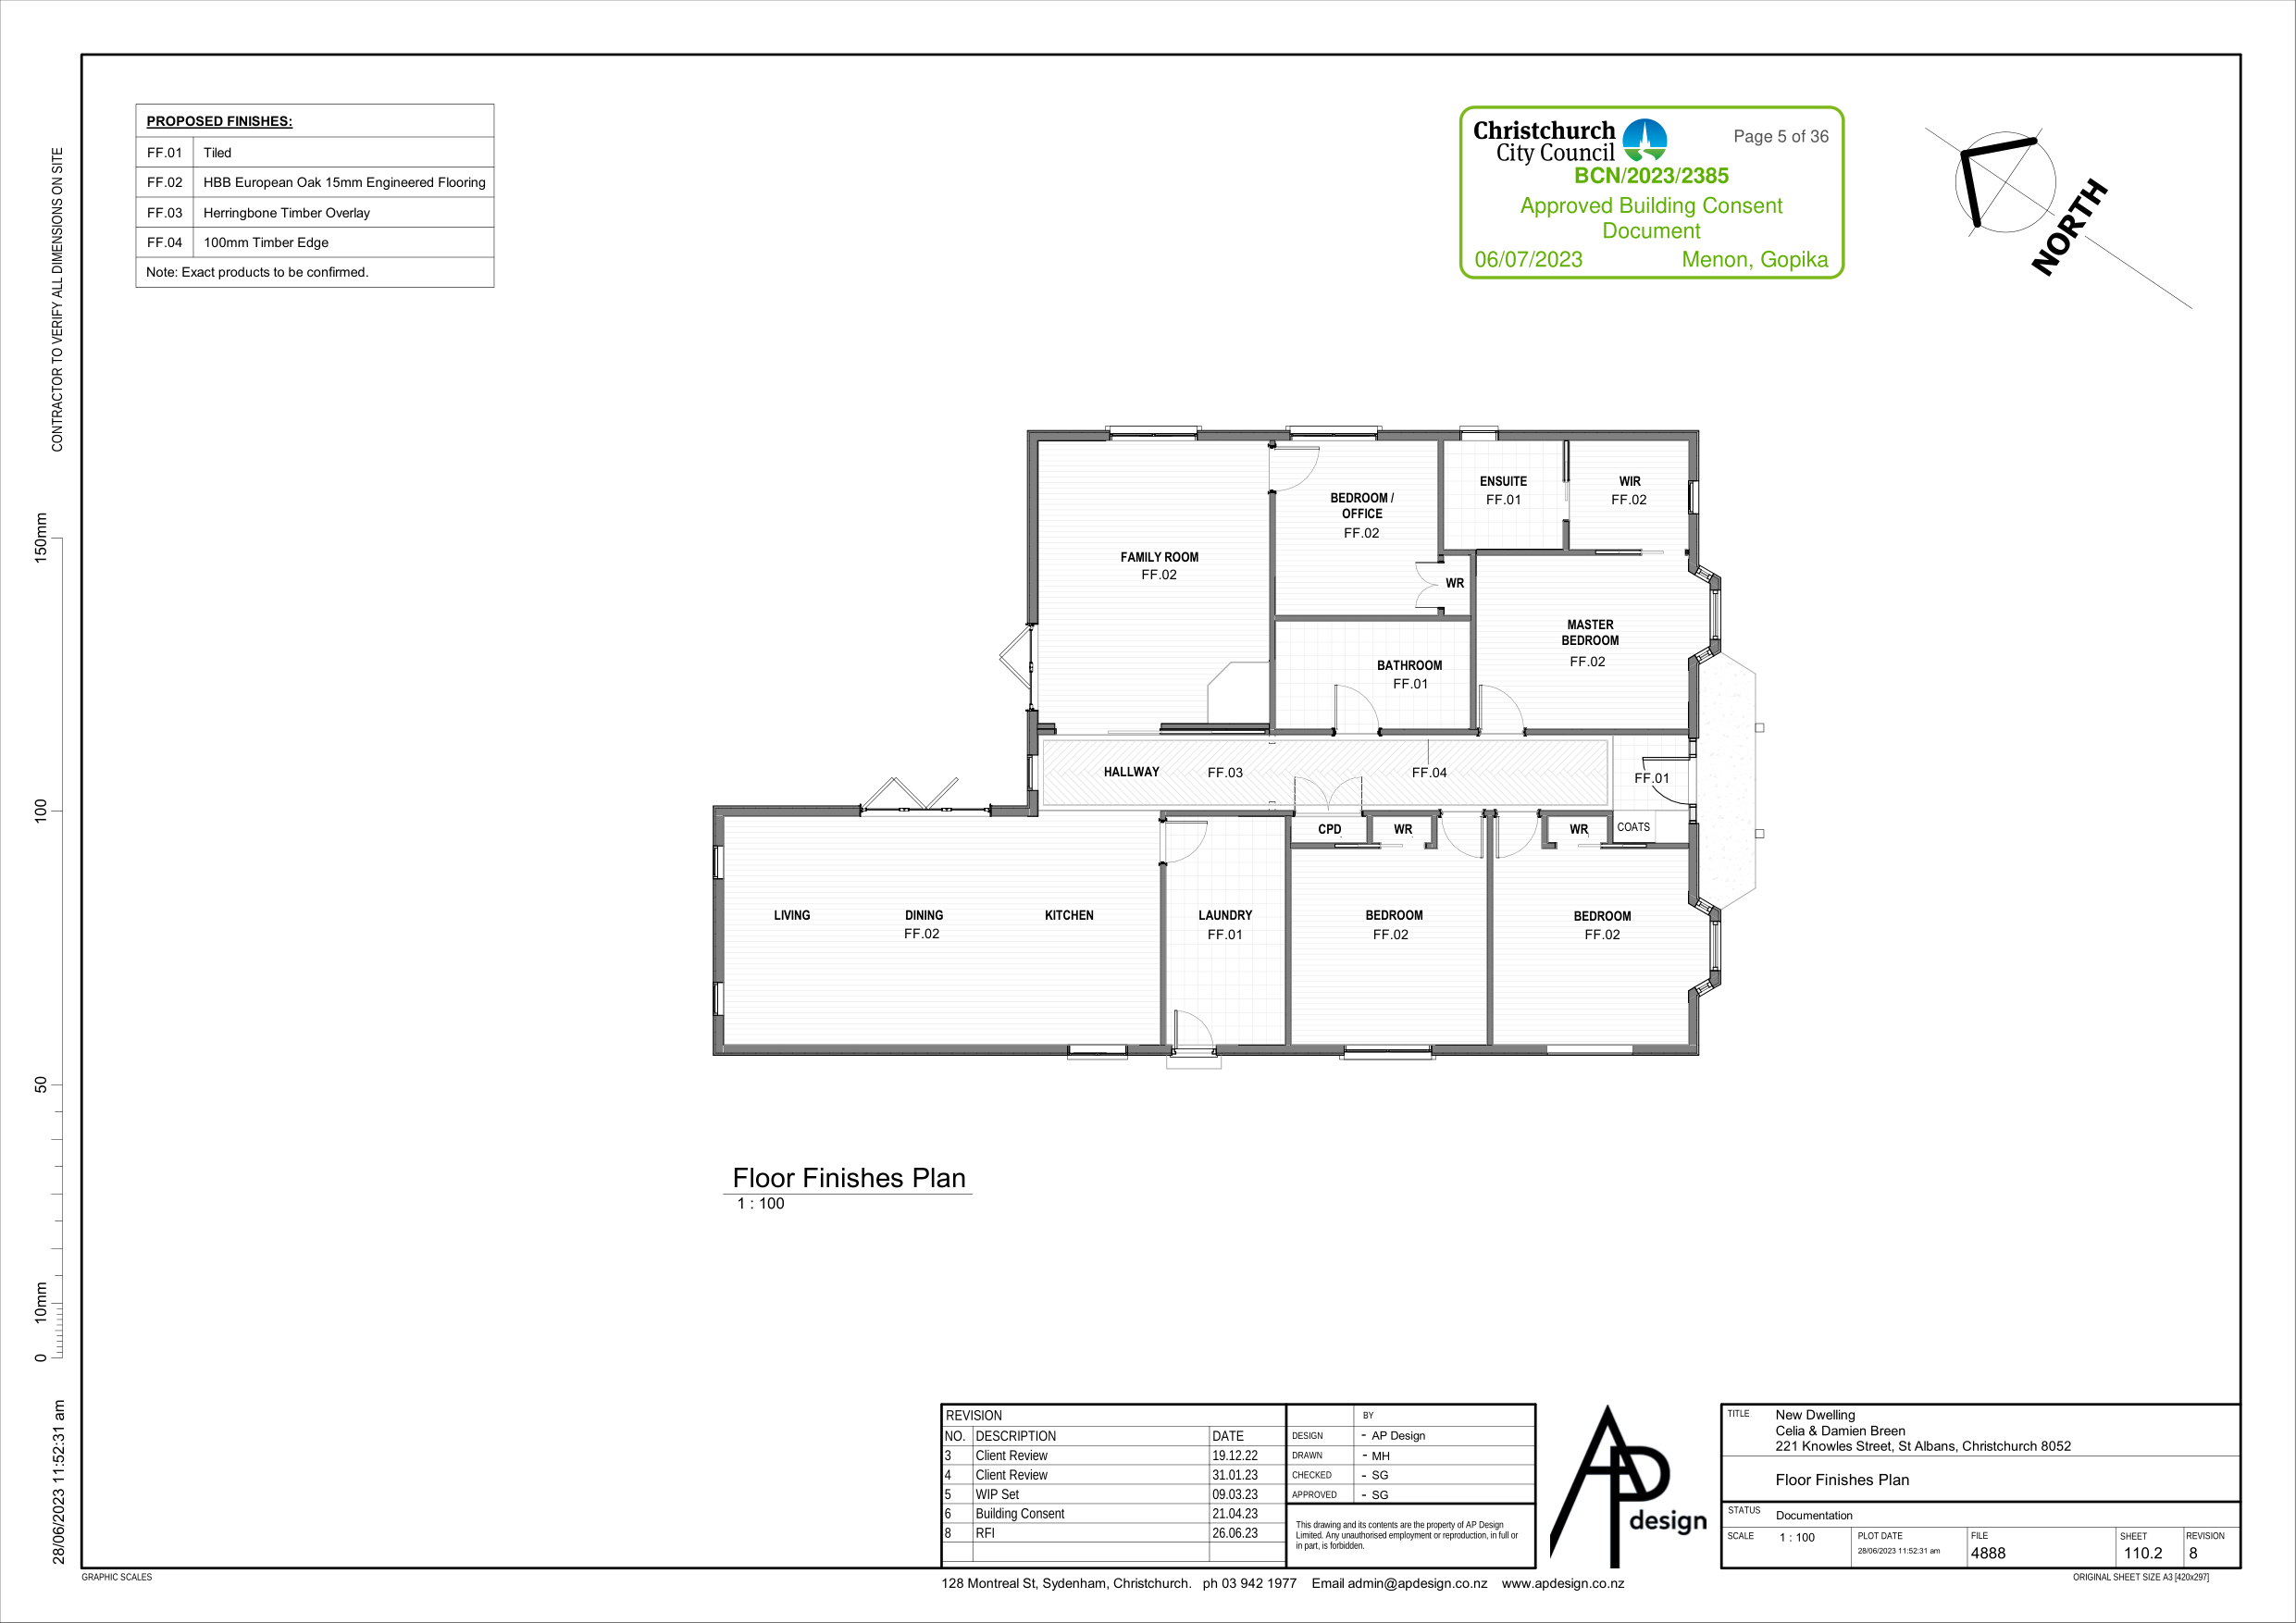 PROPOSED FINISHES:
FF.01 Tiled
FF.02 HBB European Oak 15mm Engineered Flooring
FF.03 Herringbone Timber Overlay
FF.04 100mm Timber Edge
Note: Exact products to be confirmed.
Christchurch
City Council
Page 5 of 36
BCN/2023/2385
Approved Building Consent
Document
06/07/2023 Menon, Gopika
NORTH
CONTRACTOR TO VERIFY ALL DIMENSIONS ON SITE
150mm
100
50
10mm
0
28/06/2023 11:52:31 am
GRAPHIC SCALES
FAMILY ROOM
FF.02
BEDROOM /
OFFICE
FF.02
ENSUITE
FF.01
WIR
FF.02
WR
MASTER
BEDROOM
FF.02
BATHROOM
FF.01
HALLWAY FF.03
FF.04
FF.01
CPD
WR
WR
COATS
LIVING
DINING
FF.02
KITCHEN
LAUNDRY
FF.01
BEDROOM
FF.02
BEDROOM
FF.02
Floor Finishes Plan
1 : 100
REVISION
NO. DESCRIPTION DATE
3 Client Review 19.12.22
4 Client Review 31.01.23
5 WIP Set 09.03.23
6 Building Consent 21.04.23
8 RFI 26.06.23
BY
DESIGN - AP Design
DRAWN - MH
CHECKED - SG
APPROVED - SG
This drawing and its contents are the property of AP Design
Limited. Any unauthorised employment or reproduction, in full or
in part, is forbidden.
AP
design
TITLE New Dwelling
Celia & Damien Breen
221 Knowles Street, St Albans, Christchurch 8052
Floor Finishes Plan
STATUS Documentation
SCALE 1 : 100
PLOT DATE
28/06/2023 11:52:31 am
FILE
4888
SHEET
110.2
REVISION
8
128 Montreal St, Sydenham, Christchurch. ph 03 942 1977 Email admin@apdesign.co.nz www.apdesign.co.nz
ORIGINAL SHEET SIZE A3 [420x297]